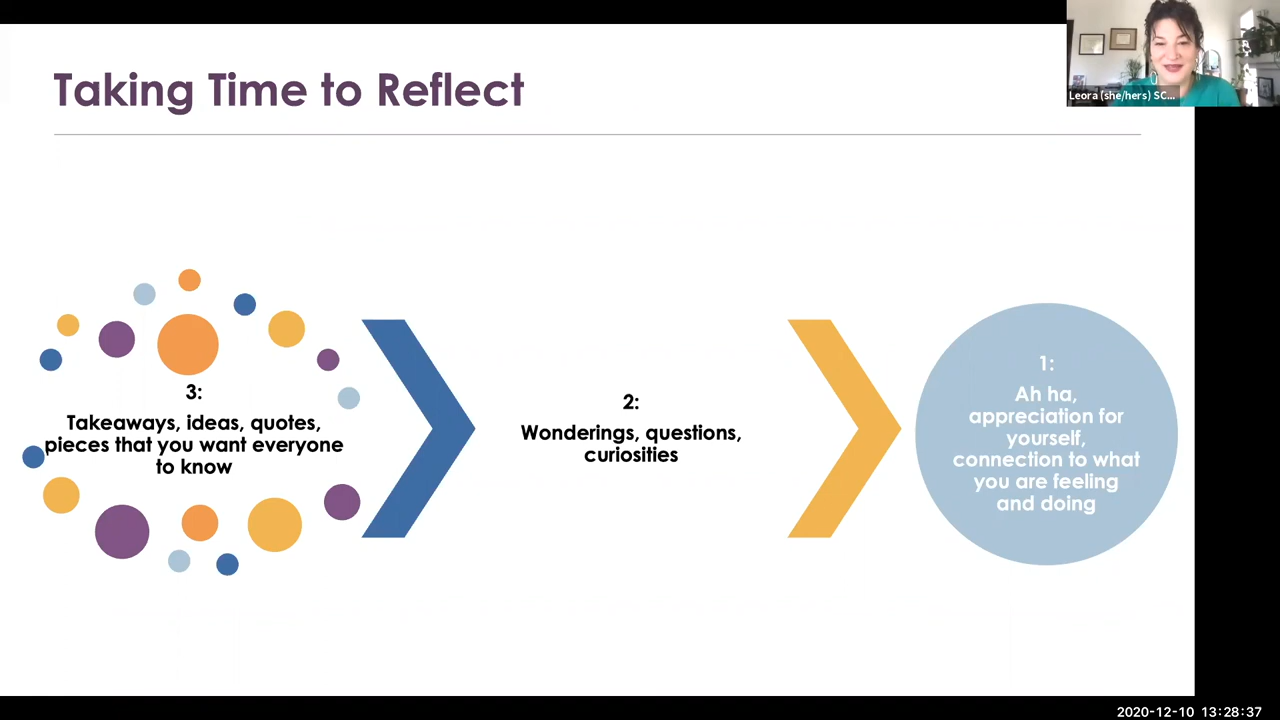 Taking Time to Reflect
Leora (she/hers) SC...
3:
Takeaways, ideas, quotes,
pieces that you want everyone
to know
2:
Wonderings, questions,
curiosities
1:
Ah ha,
appreciation for
yourself,
connection to what
you are feeling
and doing
2020-12-10 13:28:37